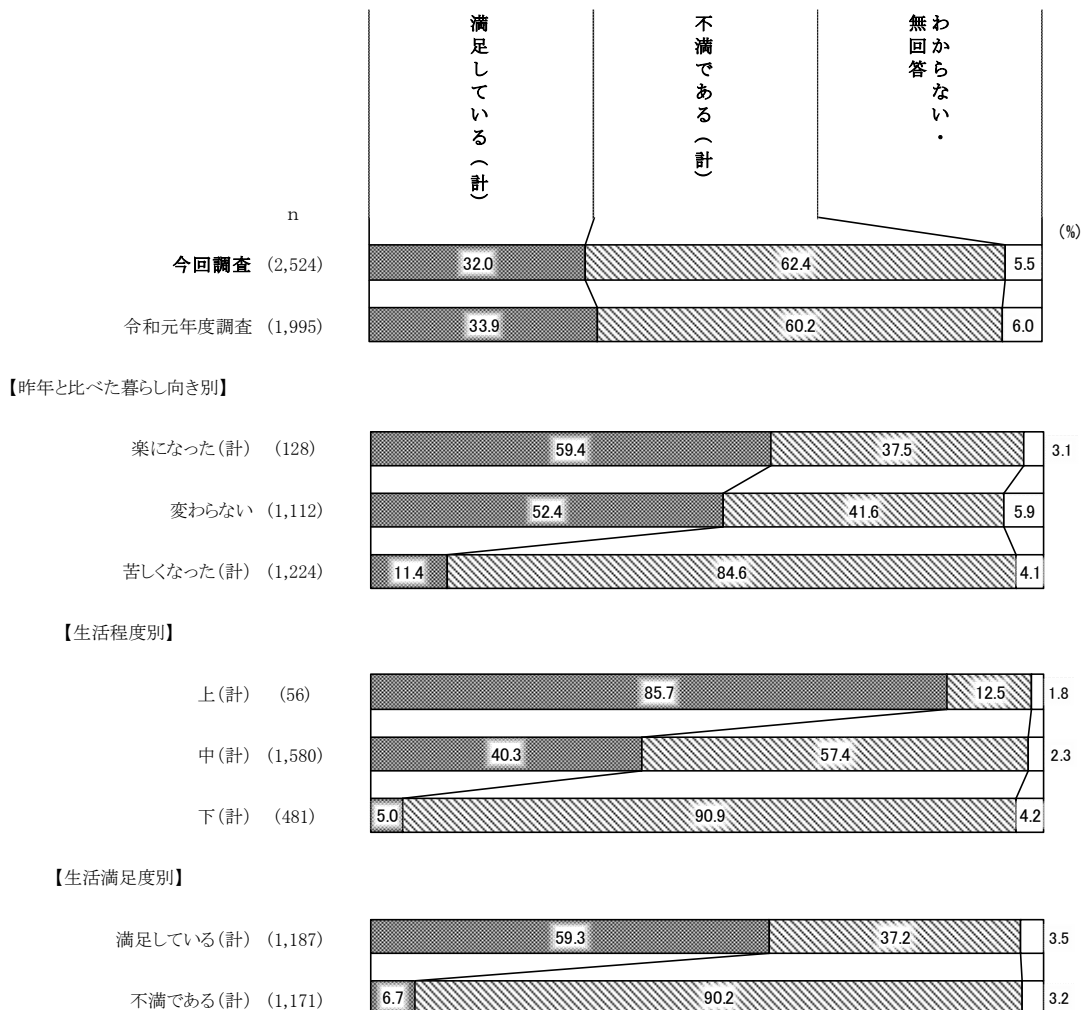 満足している(計)
不満である(計)
わからない・
無回答
n
(%)
今回調査 (2,524) 32.0 62.4 5.5
令和元年度調査 (1,995) 33.9 60.2 6.0
【昨年と比べた暮らし向き別】
楽になった(計) (128) 59.4 37.5 3.1
変わらない (1,112) 52.4 41.6 5.9
苦しくなった(計) (1,224) 11.4 84.6 4.1
【生活程度別】
上(計) (56) 85.7 12.5 1.8
中(計) (1,580) 40.3 57.4 2.3
下(計) (481) 5.0 90.9 4.2
【生活満足度別】
満足している(計) (1,187) 59.3 37.2 3.5
不満である(計) (1,171) 6.7 90.2 3.2